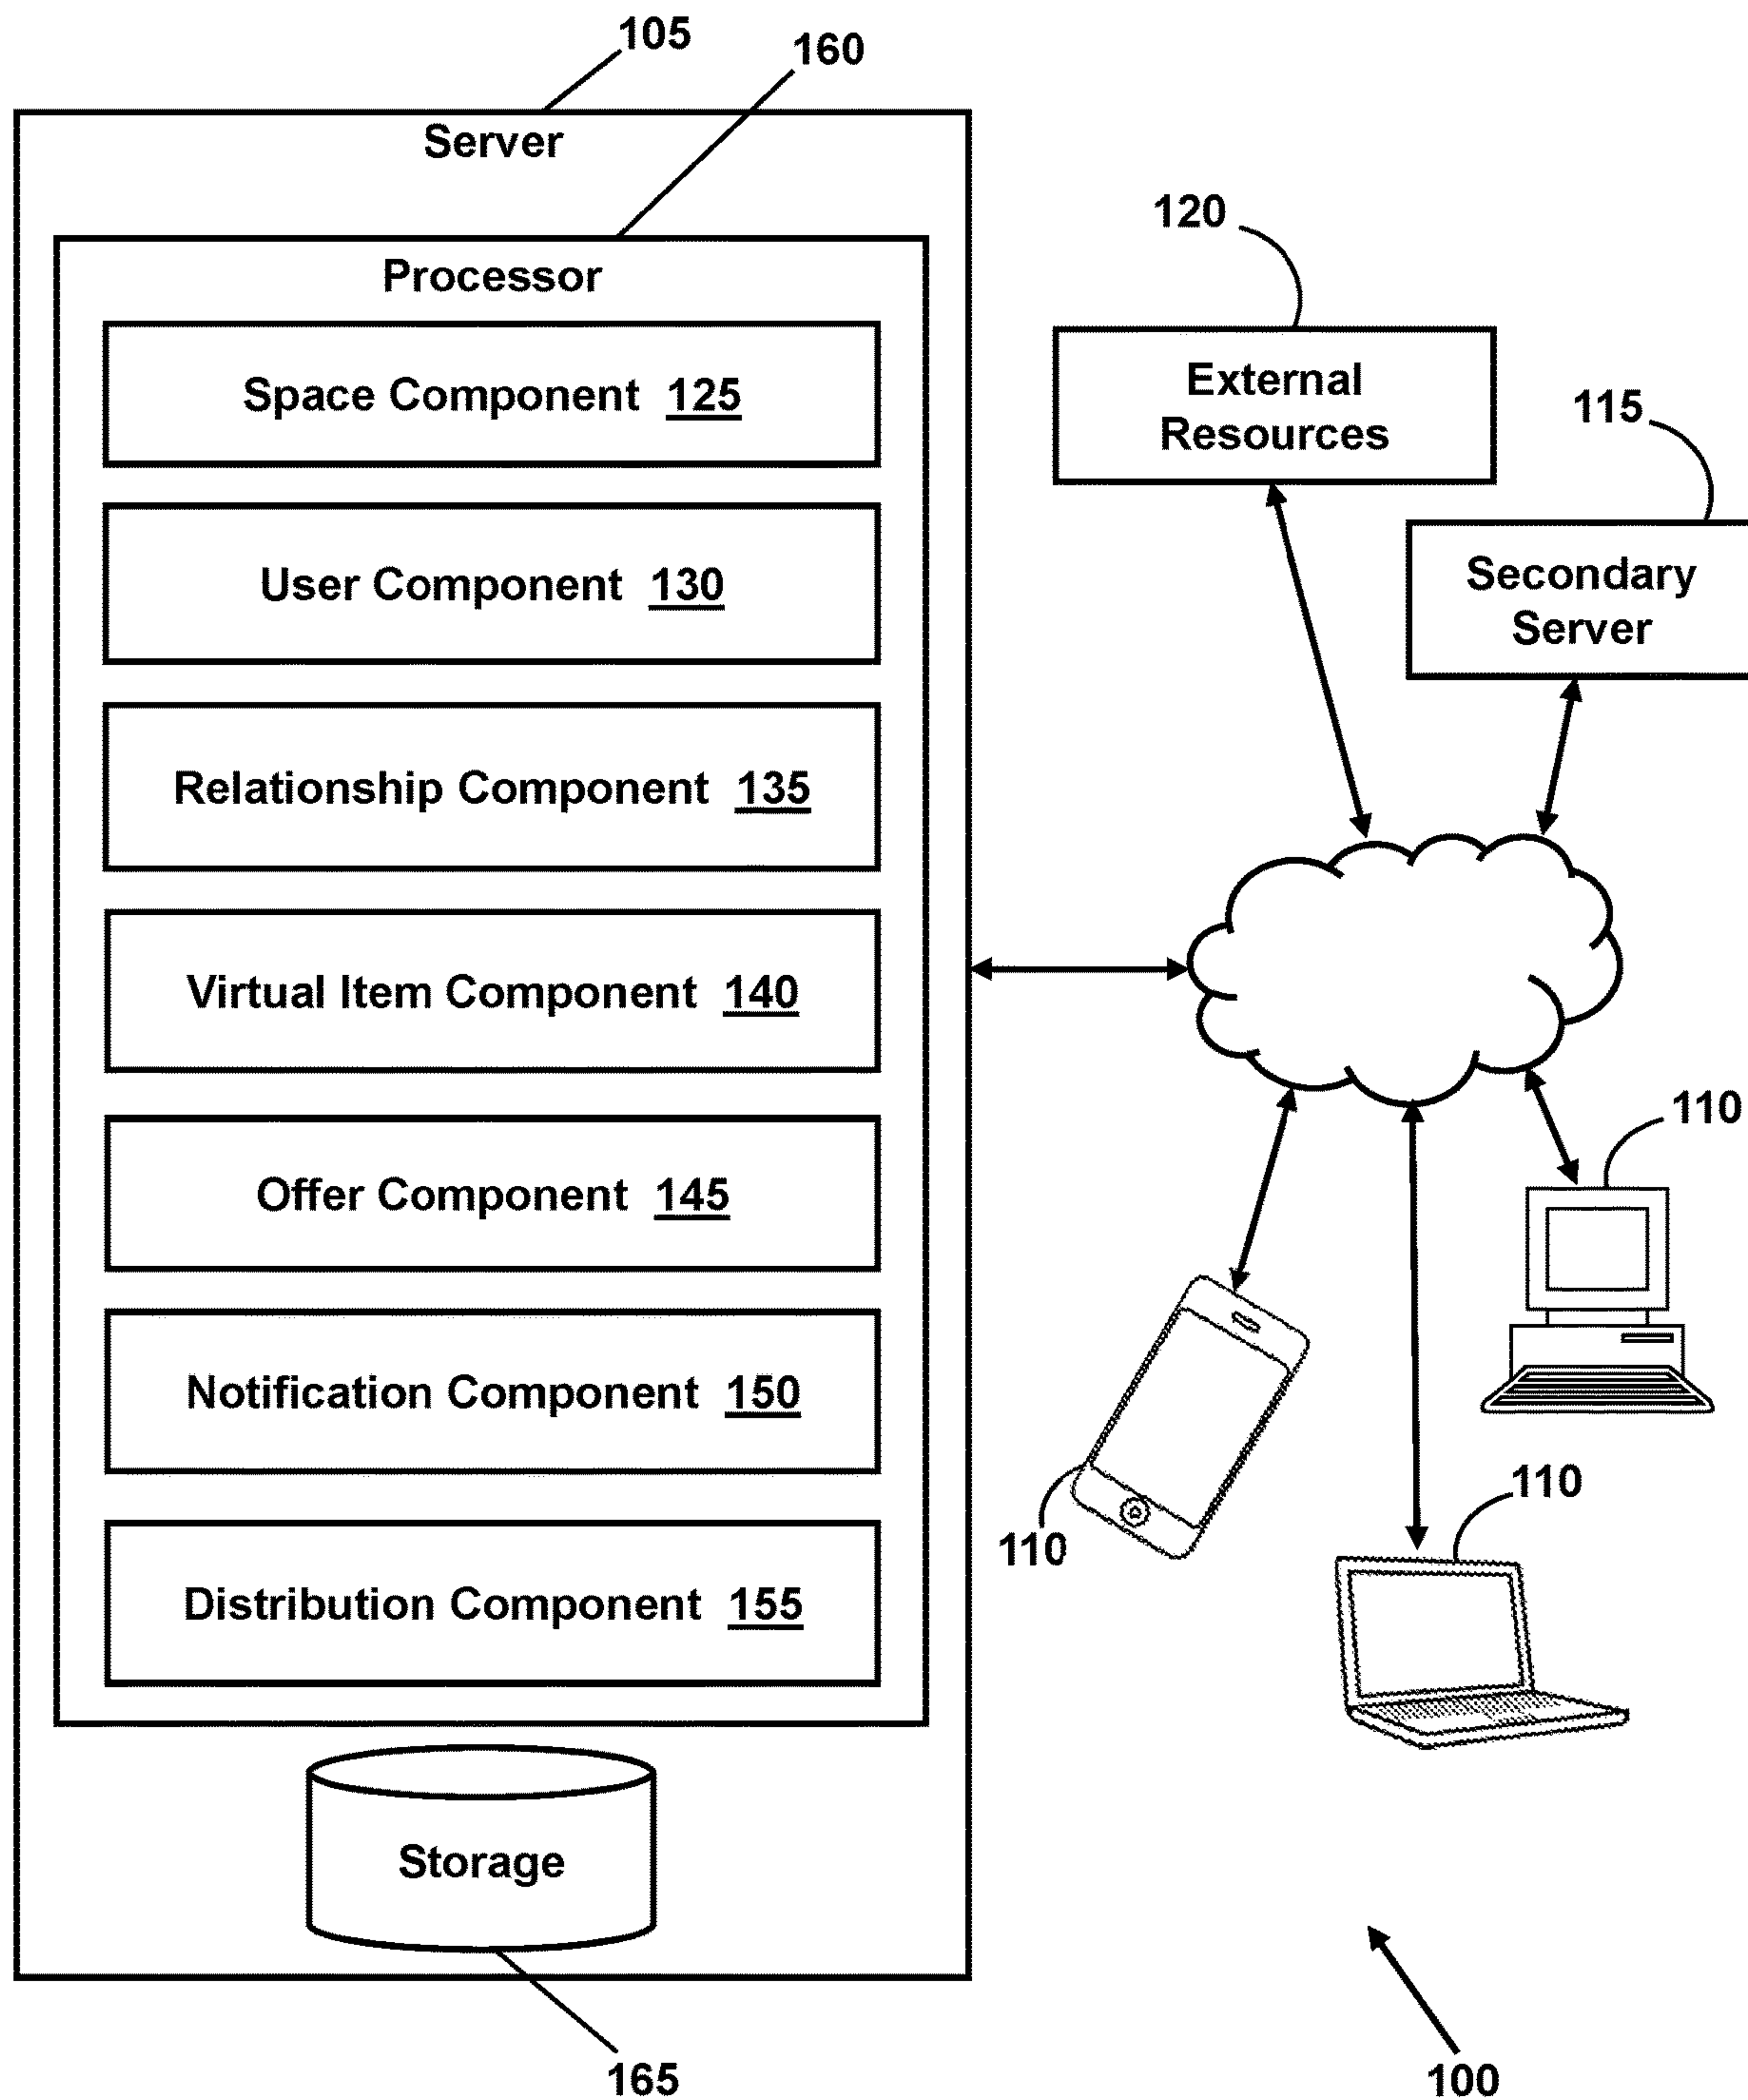 105
160
Server
Processor
Space Component 125
User Component 130
Relationship Component 135
Virtual Item Component 140
Offer Component 145
Notification Component 150
Distribution Component 155
Storage
165
120
External
Resources
115
Secondary
Server
110
110
110
100